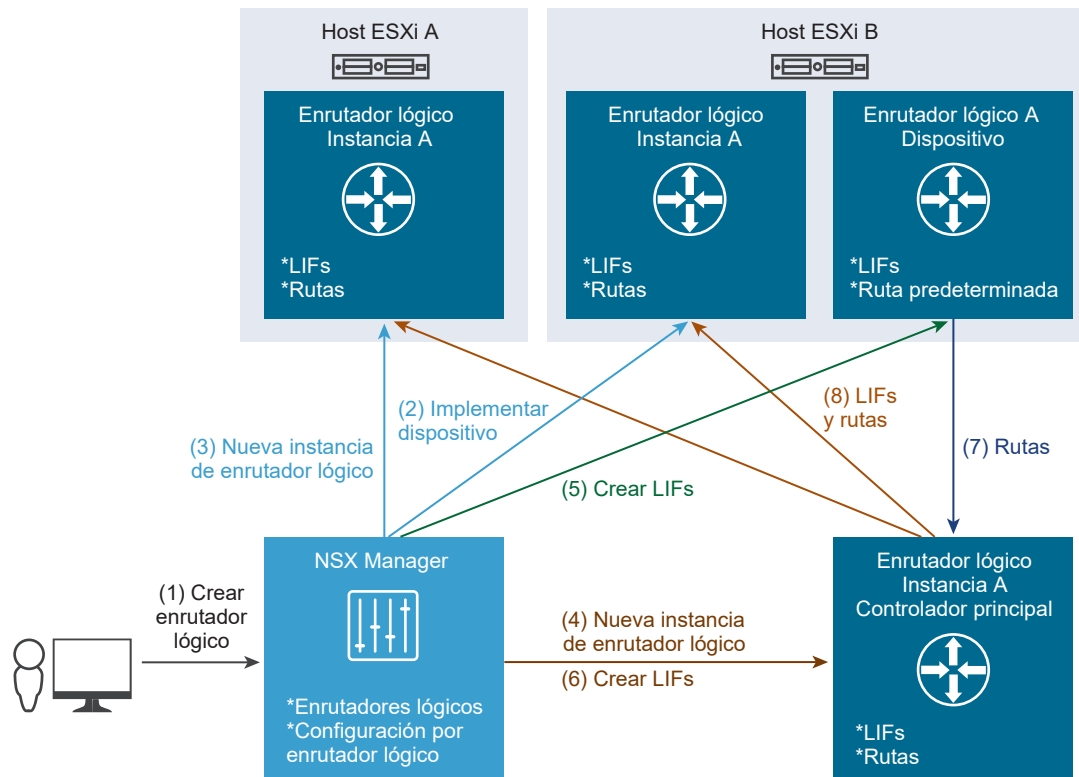 Host ESXi A
Host ESXi B
Enrutador lógico
Instancia A
*LIFs
*Rutas
Enrutador lógico
Instancia A
*LIFs
*Rutas
Enrutador lógico A
Dispositivo
*LIFs
*Ruta predeterminada
(2) Implementar
dispositivo
(3) Nueva instancia
de enrutador lógico
(8) LIFs
y rutas
(7) Rutas
(5) Crear LIFs
(1) Crear
enrutador
lógico
NSX Manager
*Enrutadores lógicos
*Configuración por
enrutador lógico
(4) Nueva instancia
de enrutador lógico
(6) Crear LIFs
Enrutador lógico
Instancia A
Controlador principal
*LIFs
*Rutas